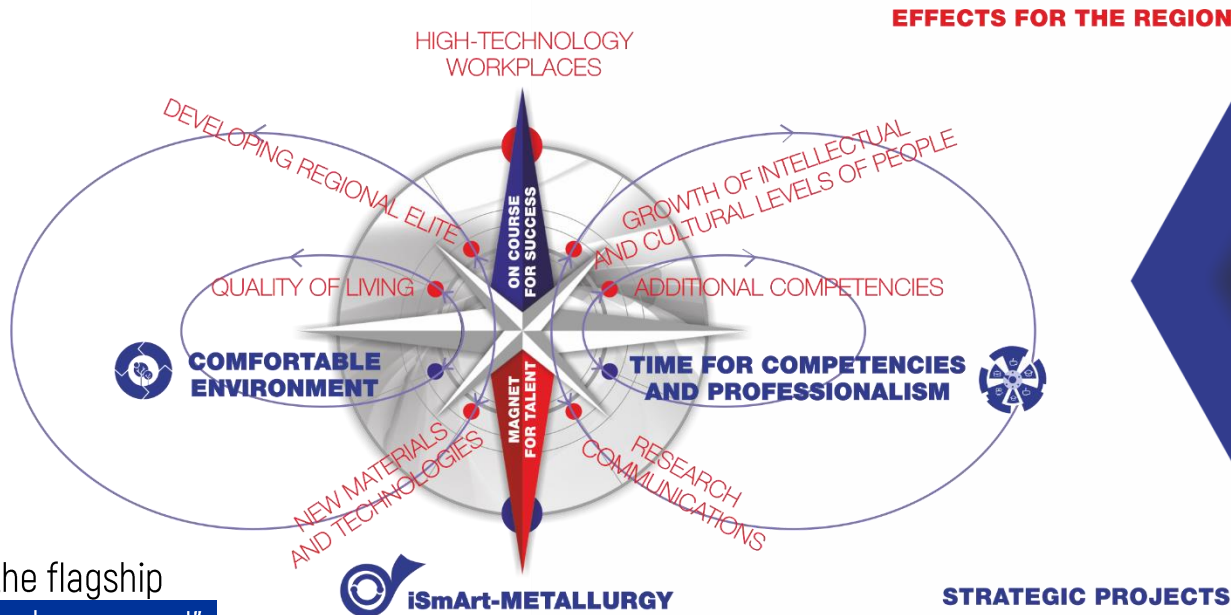 EFFECTS FOR THE REGION
HIGH-TECHNOLOGY
WORKPLACES
DEVELOPING REGIONAL ELITE
GROWTH OF INTELLECTUAL
AND CULTURAL LEVELS OF PEOPLE
ON COURSE
FOR SUCCESS
QUALITY OF LIVING
ADDITIONAL COMPETENCIES
COMFORTABLE
ENVIRONMENT
TIME FOR COMPETENCIES
AND PROFESSIONALISM
MAGNET
FOR TALENT
NEW MATERIALS
AND TECHNOLOGIES
RESEARCH
COMMUNICATIONS
the flagship
iSmArt-METALLURGY
STRATEGIC PROJECTS